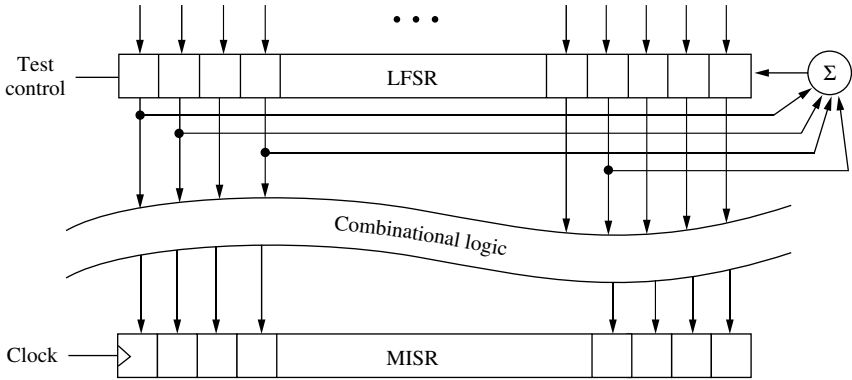 Test
control
LFSR
Σ
Combinational logic
Clock
MISR